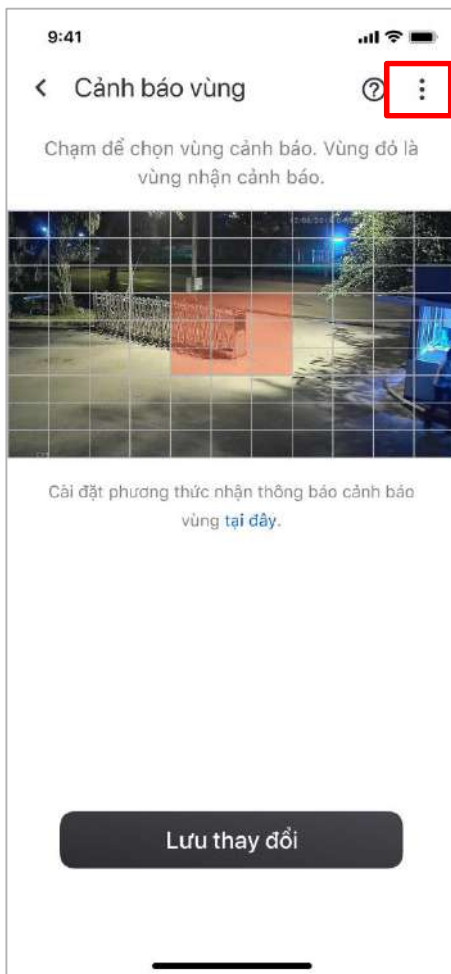 9:41
Cảnh báo vùng
Chạm để chọn vùng cảnh báo. Vùng đỏ là
vùng nhận cảnh báo.
Cài đặt phương thức nhận thông báo cảnh báo
vùng tại đây.
Lưu thay đổi